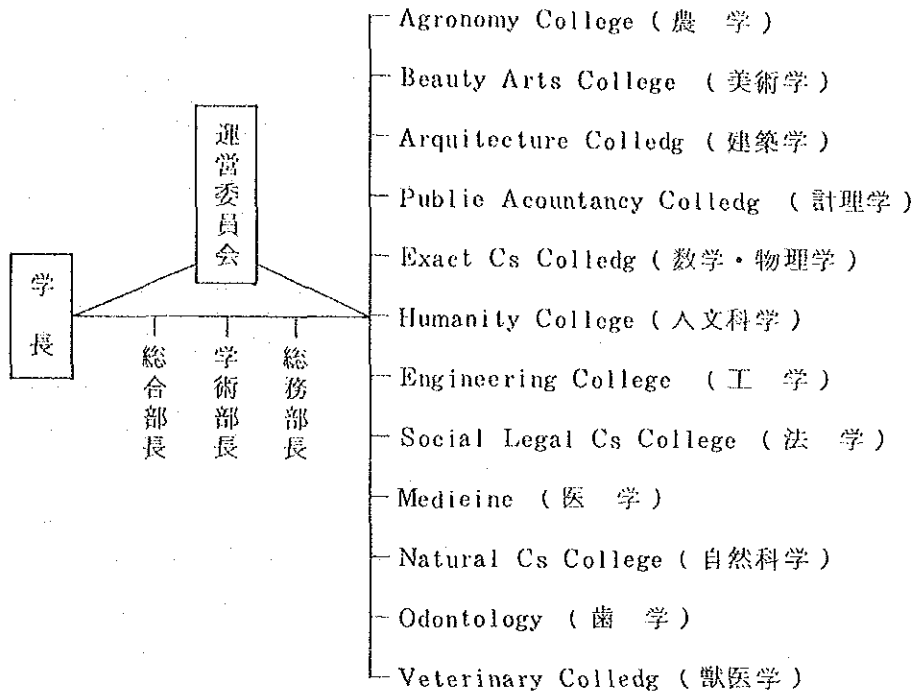 学長
運営委員会
総合部長
学術部長
総務部長
Agronomy College ( 農 学 )
Beauty Arts College ( 美術学 )
Arquitecture Colledg ( 建築学 )
Public Acountancy Colledg ( 計理学 )
Exact Cs Colledg ( 数学・物理学 )
Humanity College ( 人文科学 )
Engineering College ( 工 学 )
Social Legal Cs College ( 法 学 )
Medicine ( 医 学 )
Natural Cs College ( 自然科学 )
Odontology ( 歯 学 )
Veterinary Colledg ( 獣医学 )